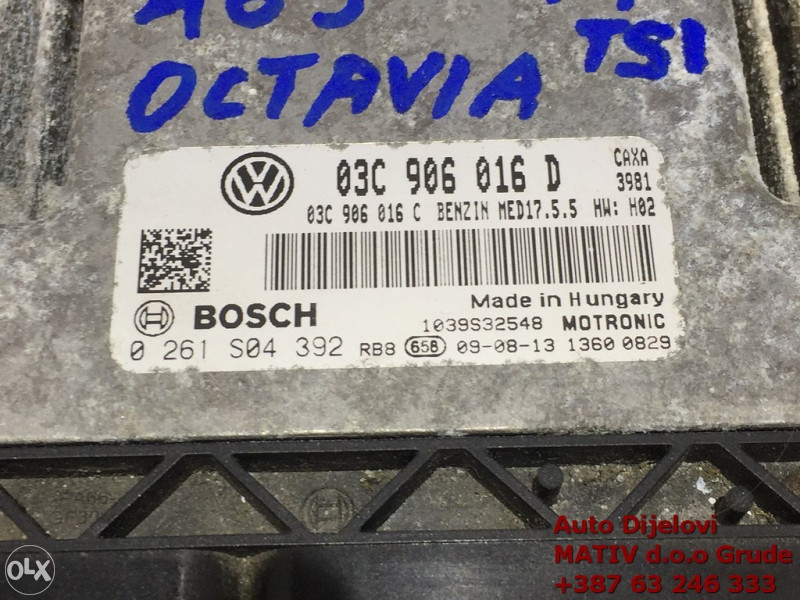 OCTAVIA TSI
03C 906 016 D
CAXA
3981
03C 906 016 C BENZIN MED17.5.5 HW: H02
BOSCH
Made in Hungary
1039S32548 MOTRONIC
0 261 S04 392 RB8 658 09-08-13 1360 0829
Auto Dijelovi
MATIV d.o.o Grude
+387 63 246 333
OLX